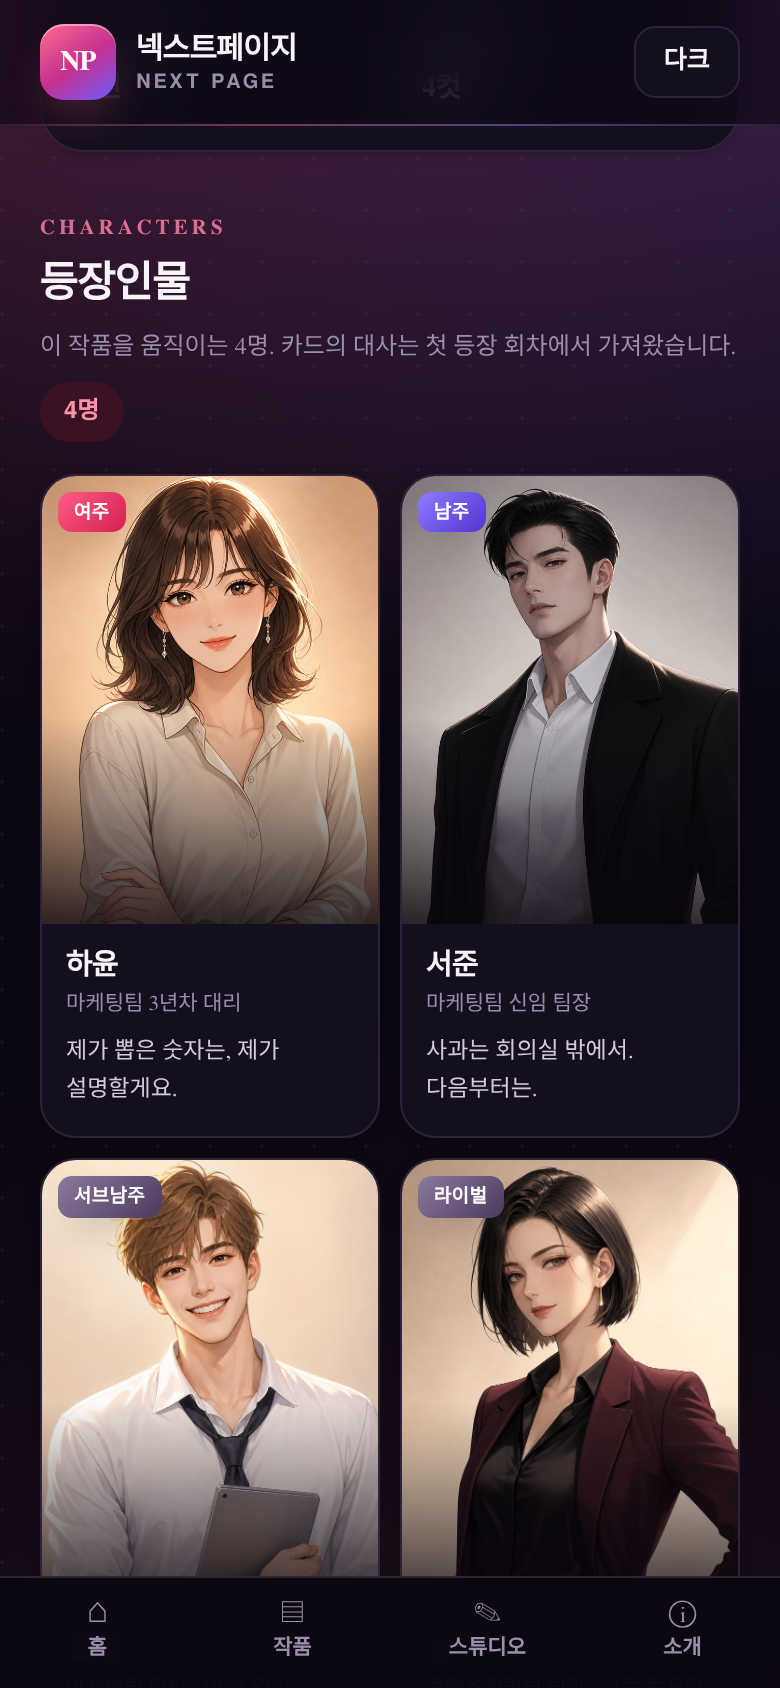 NP
넥스트페이지
NEXT PAGE
다크
4컷
CHARACTERS
등장인물
이 작품을 움직이는 4명. 카드의 대사는 첫 등장 회차에서 가져왔습니다.
4명
여주
남주
하윤
마케팅팀 3년차 대리
제가 뽑은 숫자는, 제가
설명할게요.
서준
마케팅팀 신임 팀장
사과는 회의실 밖에서.
다음부터는.
서브남주
라이벌
홈
작품
스튜디오
소개